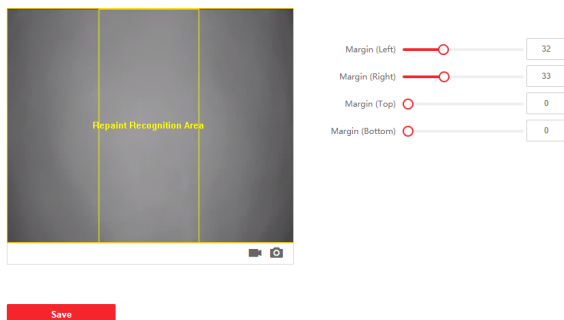 Margin (Left) 32
Margin (Right) 33
Margin (Top) 0
Repaint Recognition Area
Margin (Bottom) 0
Save